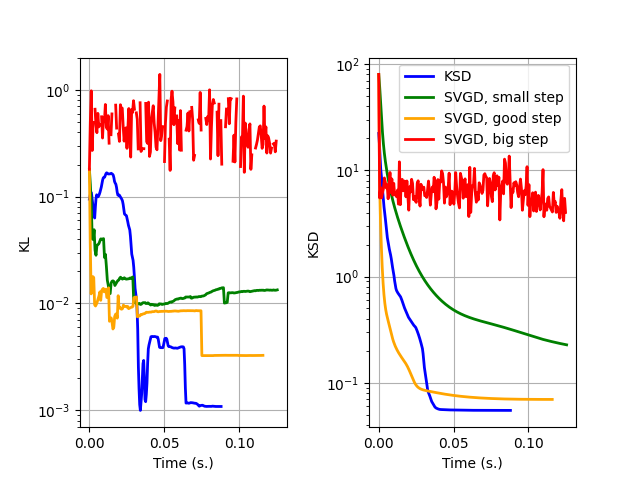 KL
10⁰
10⁻¹
10⁻²
10⁻³
0.00 0.05 0.10
Time (s.)
KSD
10²
10¹
10⁰
10⁻¹
0.00 0.05 0.10
Time (s.)
KSD
SVGD, small step
SVGD, good step
SVGD, big step